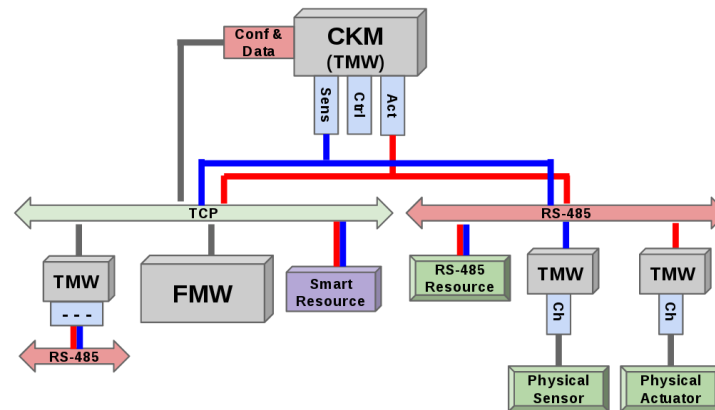 Conf &
Data
CKM
(TMW)
Sens
Ctrl
Act
TCP
RS-485
TMW
- - -
RS-485
FMW
Smart
Resource
RS-485
Resource
TMW
Ch
Physical
Sensor
TMW
Ch
Physical
Actuator